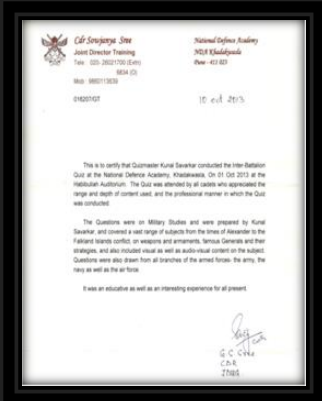 Cdr Sowjanya Sree
Joint Director Training
Tele : 020- 26021700 (Extn)
5834 (O)
Mob : 9860113839
016207/GT
National Defence Academy
NDA Khadakwasla
Pune - 411 023
10 Oct 2013
This is to certify that Quizmaster Kunal Savarkar conducted the Inter-Battalion
Quiz at the National Defence Academy, Khadakwasla, On 01 Oct 2013 at the
Habibullah Auditorium. The Quiz was attended by all cadets who appreciated the
range and depth of content used, and the professional manner in which the Quiz
was conducted.
The Questions were on Military Studies and were prepared by Kunal
Savarkar, and covered a vast range of subjects from the times of Alexander to the
Falkland Islands conflict, on weapons and armaments, famous Generals and their
strategies, and also included visual as well as audio-visual content on the subject.
Questions were also drawn from all branches of the armed forces- the army, the
navy as well as the air force.
It was an educative as well as an interesting experience for all present.
CDR